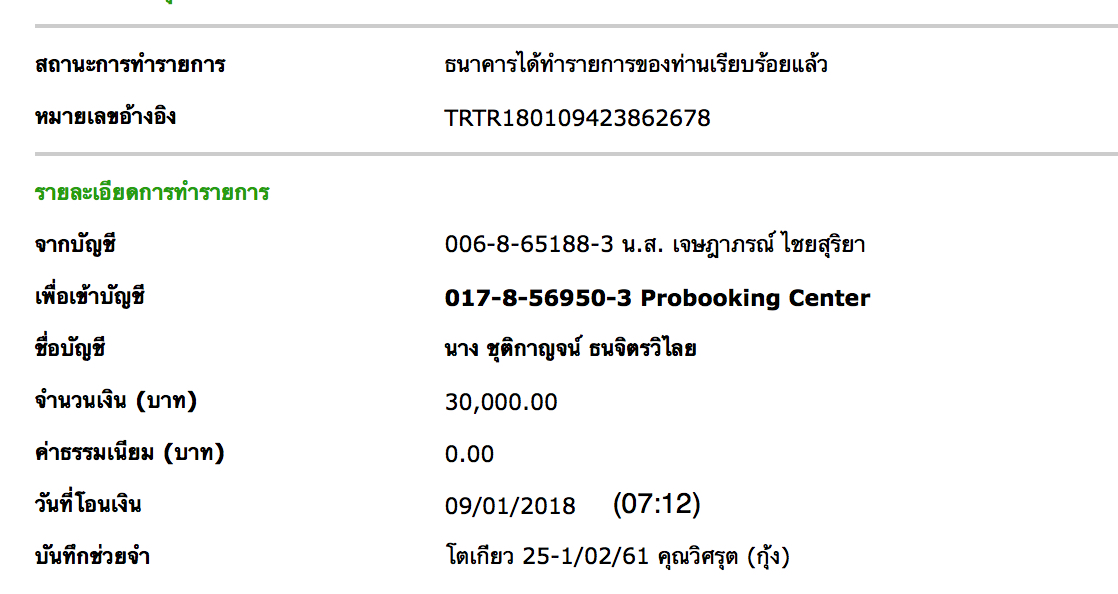 สถานะการทำรายการ ธนาคารได้ทำรายการของท่านเรียบร้อยแล้ว
หมายเลขอ้างอิง TRTR180109423862678
รายละเอียดการทำรายการ
จากบัญชี 006-8-65188-3 น.ส. เจษฎาภรณ์ ไชยสุริยา
เพื่อเข้าบัญชี 017-8-56950-3 Probooking Center
ชื่อบัญชี นาง ชุติกาญจน์ ธนจิตรวิไลย
จำนวนเงิน (บาท) 30,000.00
ค่าธรรมเนียม (บาท) 0.00
วันที่โอนเงิน 09/01/2018 (07:12)
บันทึกช่วยจำ โตเกียว 25-1/02/61 คุณวิศรุต (กุ้ง)